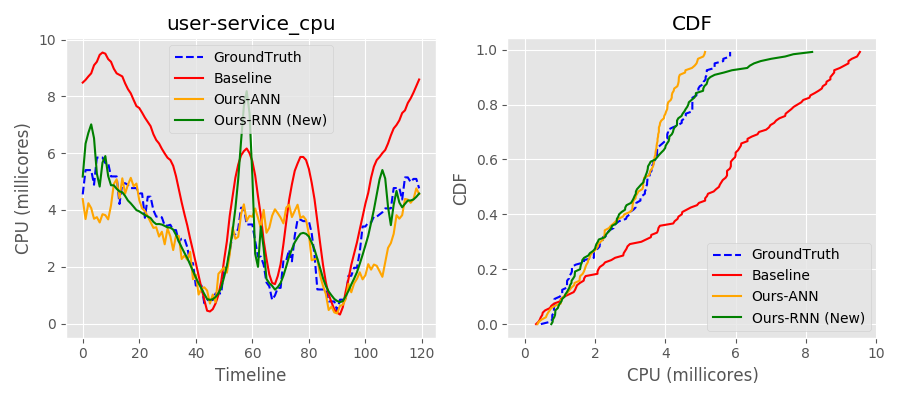 user-service_cpu
CPU (millicores)
10
8
6
4
2
0
0
20
40
60
80
100
120
Timeline
GroundTruth
Baseline
Ours-ANN
Ours-RNN (New)
CDF
CDF
1.0
0.8
0.6
0.4
0.2
0.0
0
2
4
6
8
10
CPU (millicores)
GroundTruth
Baseline
Ours-ANN
Ours-RNN (New)